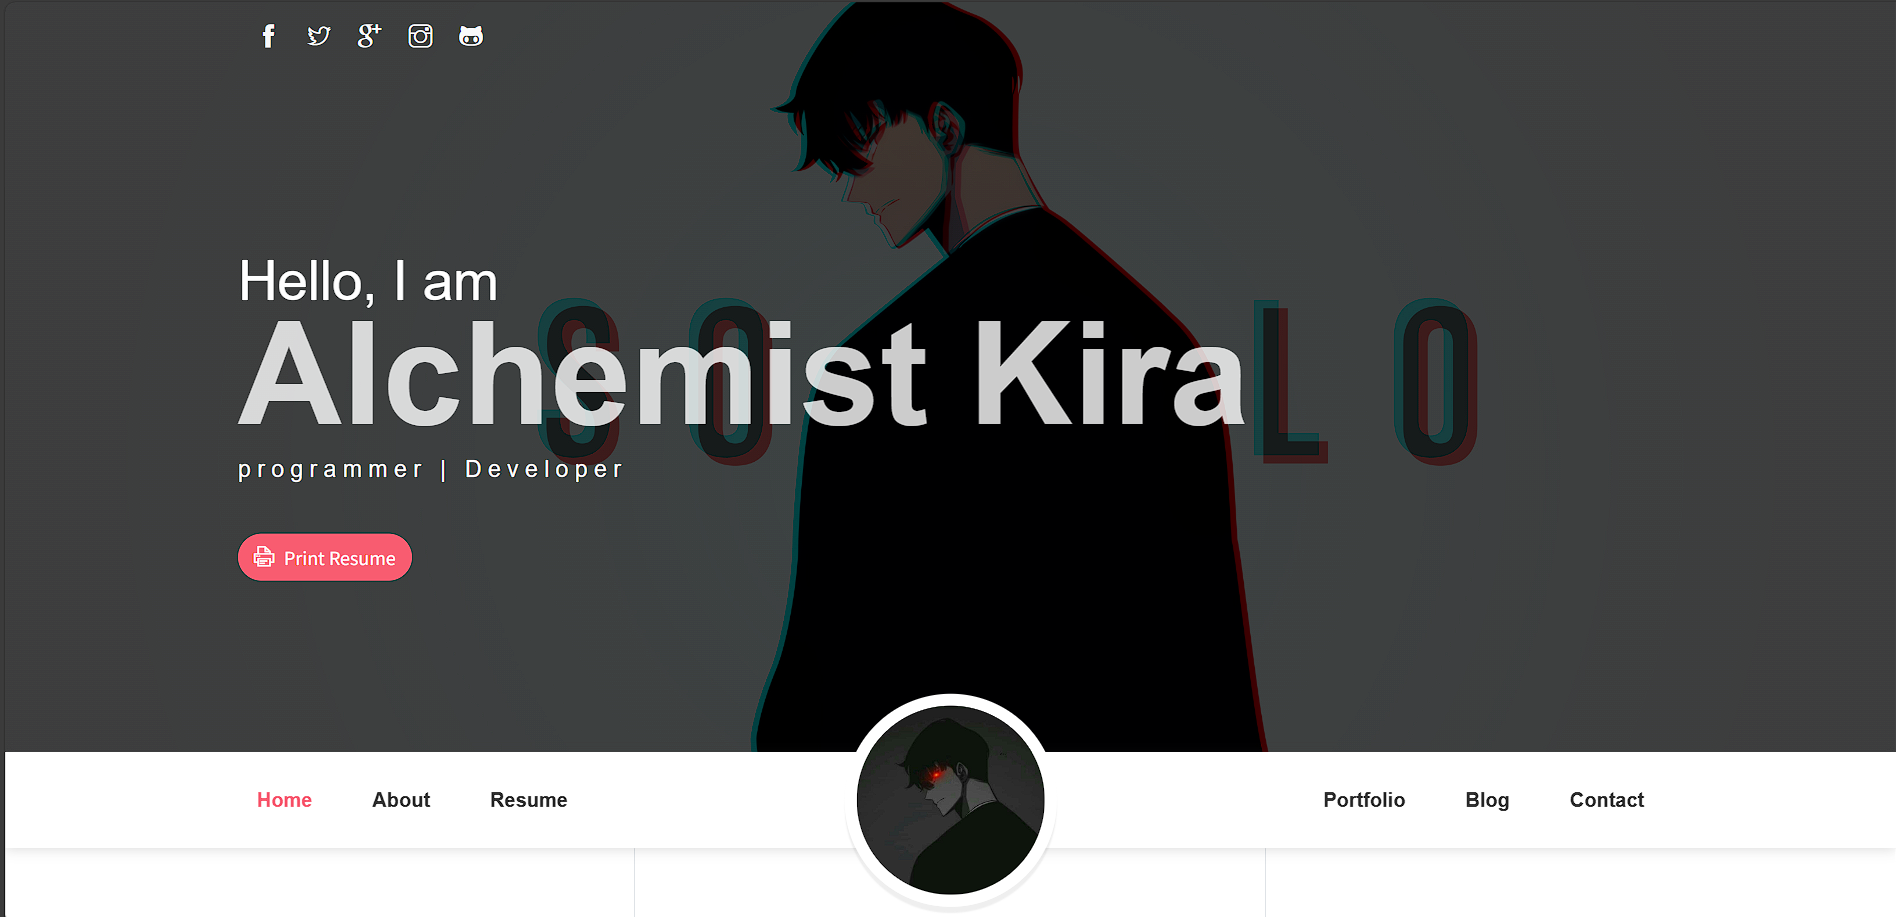 Hello, I am
Alchemist Kira
SOLO
programmer | Developer
Print Resume
Home About Resume Portfolio Blog Contact